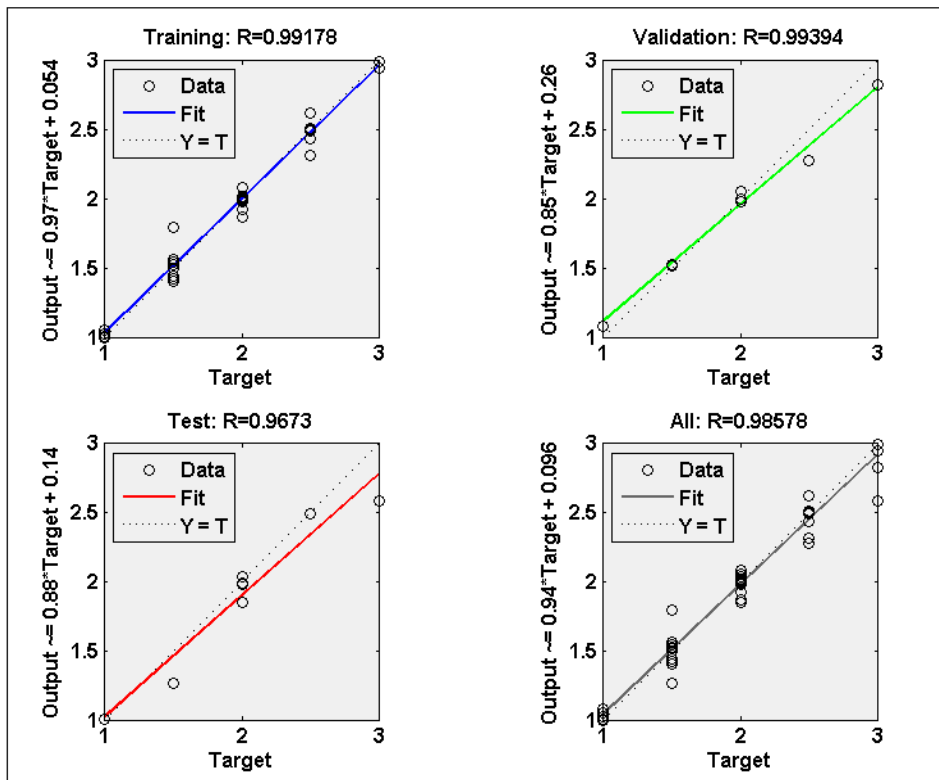 Training: R=0.99178
Output ~= 0.97*Target + 0.054
3
2.5
2
1.5
1
Data
Fit
Y = T
1
2
3
Target
Validation: R=0.99394
Output ~= 0.85*Target + 0.26
3
2.5
2
1.5
1
Data
Fit
Y = T
1
2
3
Target
Test: R=0.9673
Output ~= 0.88*Target + 0.14
3
2.5
2
1.5
1
Data
Fit
Y = T
1
2
3
Target
All: R=0.98578
Output ~= 0.94*Target + 0.096
3
2.5
2
1.5
1
Data
Fit
Y = T
1
2
3
Target